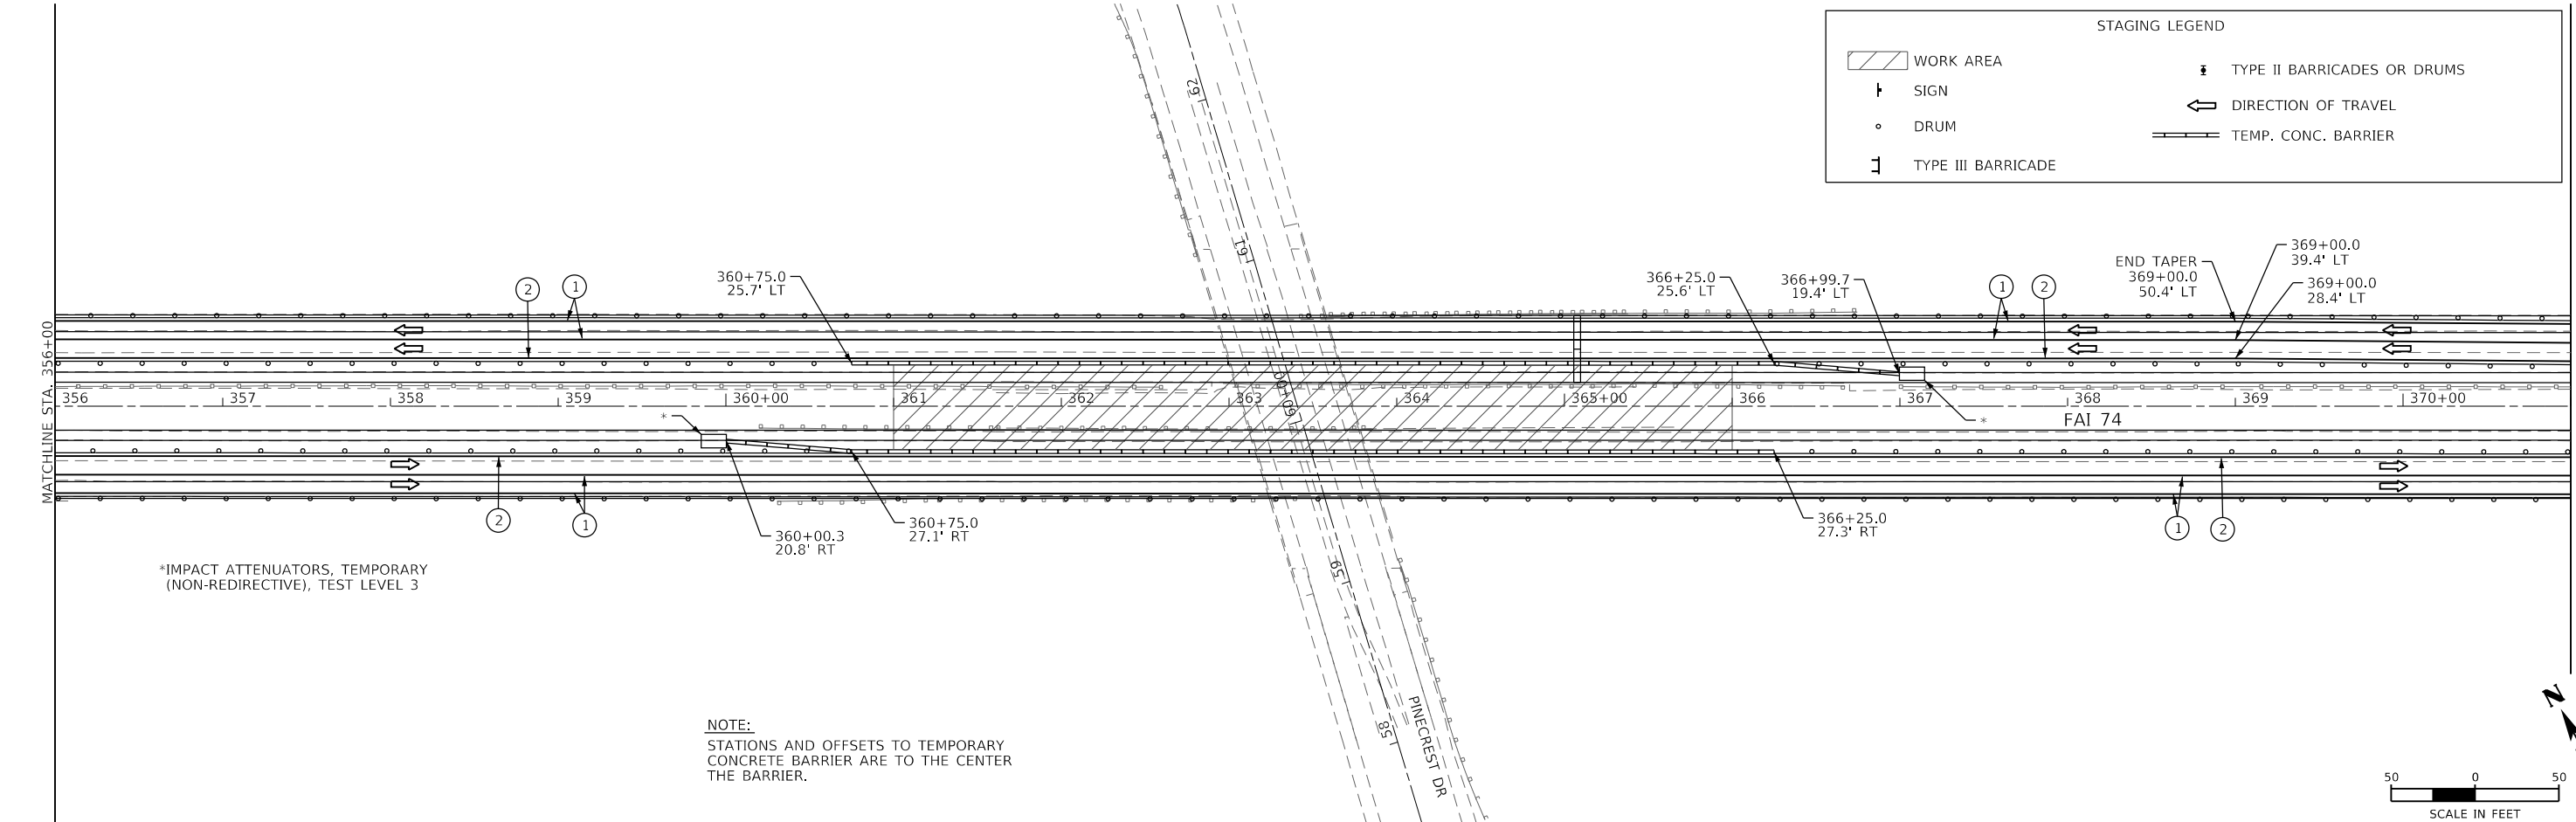 STAGING LEGEND
WORK AREA
SIGN
DRUM
TYPE III BARRICADE
TYPE II BARRICADES OR DRUMS
DIRECTION OF TRAVEL
TEMP. CONC. BARRIER
62
61
60+00
59
58
PINECREST DR
MATCHLINE STA. 356+00
2
1
360+75.0
25.7' LT
366+25.0
25.6' LT
366+99.7
19.4' LT
1
2
END TAPER
369+00.0
50.4' LT
369+00.0
39.4' LT
369+00.0
28.4' LT
356
357
358
359
360+00
361
362
363
364
365+00
366
367
368
369
370+00
*
*
FAI 74
2
1
360+00.3
20.8' RT
360+75.0
27.1' RT
366+25.0
27.3' RT
1
2
*IMPACT ATTENUATORS, TEMPORARY
(NON-REDIRECTIVE), TEST LEVEL 3
NOTE:
STATIONS AND OFFSETS TO TEMPORARY
CONCRETE BARRIER ARE TO THE CENTER
THE BARRIER.
N
50 0 50
SCALE IN FEET